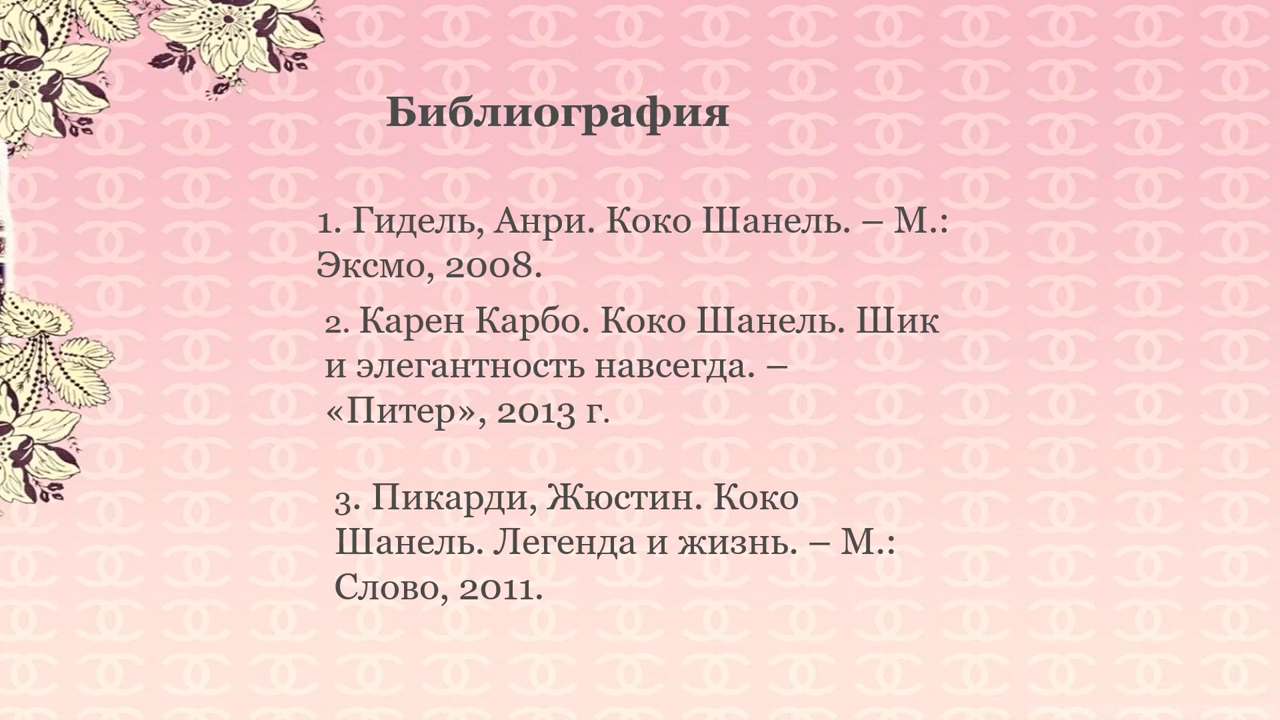 Библиография
1. Гидель, Анри. Коко Шанель. – М.:
Эксмо, 2008.
2. Карен Карбо. Коко Шанель. Шик
и элегантность навсегда. –
«Питер», 2013 г.
3. Пикарди, Жюстин. Коко
Шанель. Легенда и жизнь. – М.:
Слово, 2011.